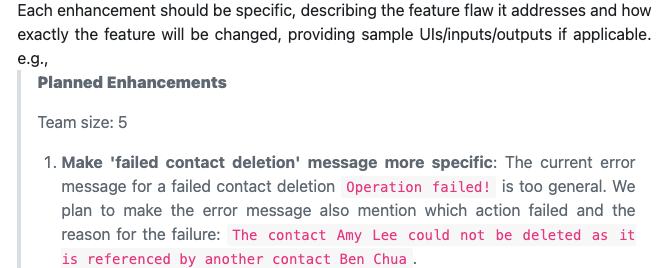 Each enhancement should be specific, describing the feature flaw it addresses and how
exactly the feature will be changed, providing sample UIs/inputs/outputs if applicable.
e.g.,
Planned Enhancements
Team size: 5
1. Make 'failed contact deletion' message more specific: The current error
message for a failed contact deletion Operation failed! is too general. We
plan to make the error message also mention which action failed and the
reason for the failure: The contact Amy Lee could not be deleted as it
is referenced by another contact Ben Chua .